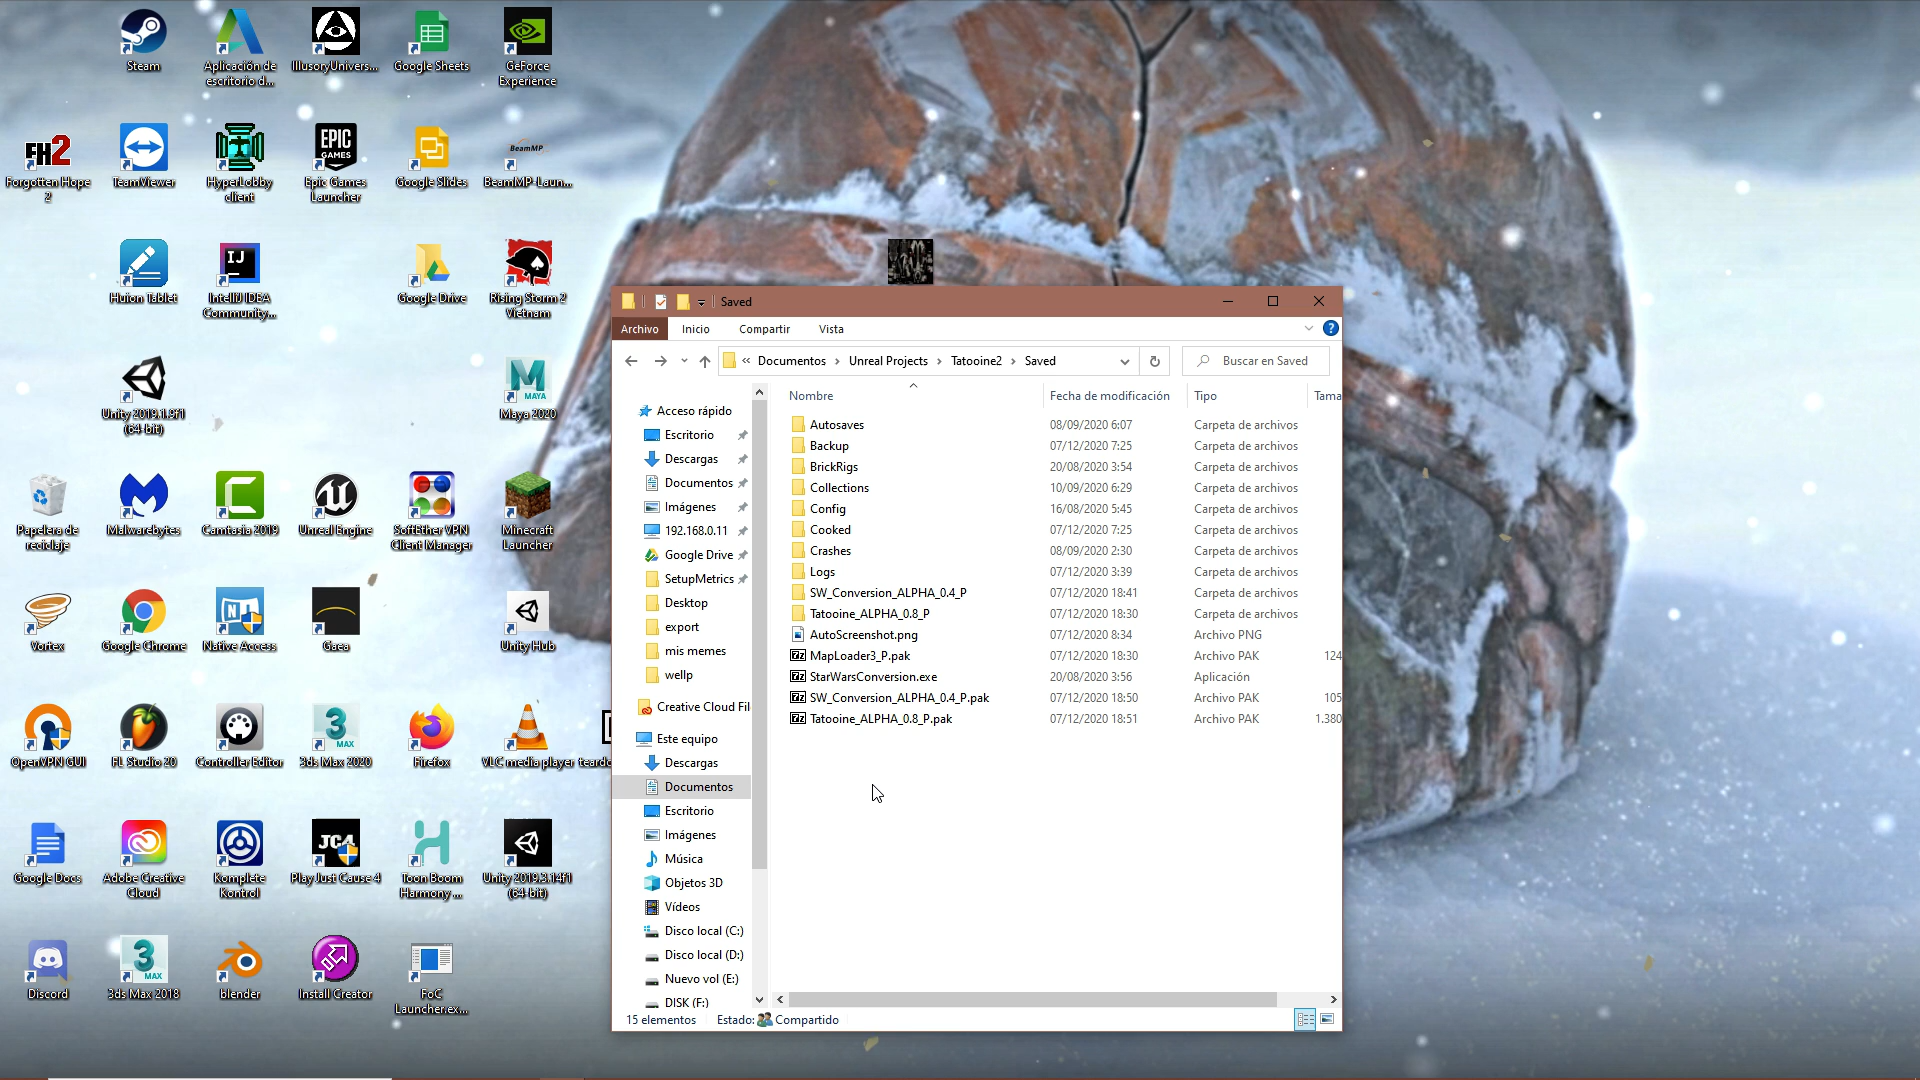 Steam
Aplicación de
escritorio d...
IllusoryUnivers...
Google Sheets
GeForce
Experience
FH2
EPIC
GAMES
BeamMP
Forgotten Hope
2
TeamViewer
HyperLobby
client
Epic Games
Launcher
Google Slides
BeamMP-Laun...
IJ
Huion Tablet
IntelliJ IDEA
Community...
Google Drive
Rising Storm 2
Vietnam
MAYA
Unity 2019.1.9f1
(64-bit)
Maya 2020
Papelera de
reciclaje
Malwarebytes
Camtasia 2019
Unreal Engine
SoftEther VPN
Client Manager
Minecraft
Launcher
Vortex
Google Chrome
Native Access
Gaea
Unity Hub
3
MAX
OpenVPN GUI
FL Studio 20
Controller Editor
3ds Max 2020
Firefox
VLC media player
teardo
JC4
Google Docs
Adobe Creative
Cloud
Komplete
Kontrol
Play Just Cause 4
Toon Boom
Harmony ...
Unity 2019.3.14f1
(64-bit)
3
MAX
Discord
3ds Max 2018
blender
Install Creator
FoC
Launcher.ex...
Saved
Archivo Inicio Compartir Vista
« Documentos › Unreal Projects › Tatooine2 › Saved
Buscar en Saved
Acceso rápido
Escritorio
Descargas
Documentos
Imágenes
192.168.0.11
Google Drive
SetupMetrics
Desktop
export
mis memes
wellp
Creative Cloud Fil
Este equipo
Descargas
Documentos
Escritorio
Imágenes
Música
Objetos 3D
Vídeos
Disco local (C:)
Disco local (D:)
Nuevo vol (E:)
DISK (F:)
Nombre Fecha de modificación Tipo Tama
Autosaves 08/09/2020 6:07 Carpeta de archivos
Backup 07/12/2020 7:25 Carpeta de archivos
BrickRigs 20/08/2020 3:54 Carpeta de archivos
Collections 10/09/2020 6:29 Carpeta de archivos
Config 16/08/2020 5:45 Carpeta de archivos
Cooked 07/12/2020 7:25 Carpeta de archivos
Crashes 08/09/2020 2:30 Carpeta de archivos
Logs 07/12/2020 3:39 Carpeta de archivos
SW_Conversion_ALPHA_0.4_P 07/12/2020 18:41 Carpeta de archivos
Tatooine_ALPHA_0.8_P 07/12/2020 18:30 Carpeta de archivos
AutoScreenshot.png 07/12/2020 8:34 Archivo PNG
MapLoader3_P.pak 07/12/2020 18:30 Archivo PAK 124
StarWarsConversion.exe 20/08/2020 3:56 Aplicación
SW_Conversion_ALPHA_0.4_P.pak 07/12/2020 18:50 Archivo PAK 105
Tatooine_ALPHA_0.8_P.pak 07/12/2020 18:51 Archivo PAK 1.380
15 elementos Estado: Compartido